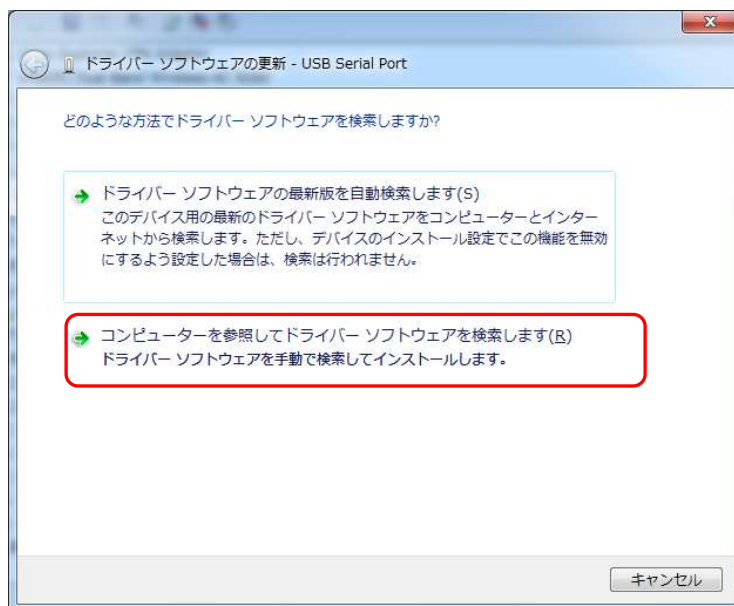 ドライバー ソフトウェアの更新 - USB Serial Port
どのような方法でドライバー ソフトウェアを検索しますか?
ドライバー ソフトウェアの最新版を自動検索します(S)
このデバイス用の最新のドライバー ソフトウェアをコンピューターとインター
ネットから検索します。ただし、デバイスのインストール設定でこの機能を無効
にするよう設定した場合は、検索は行われません。
コンピューターを参照してドライバー ソフトウェアを検索します(R)
ドライバー ソフトウェアを手動で検索してインストールします。
キャンセル